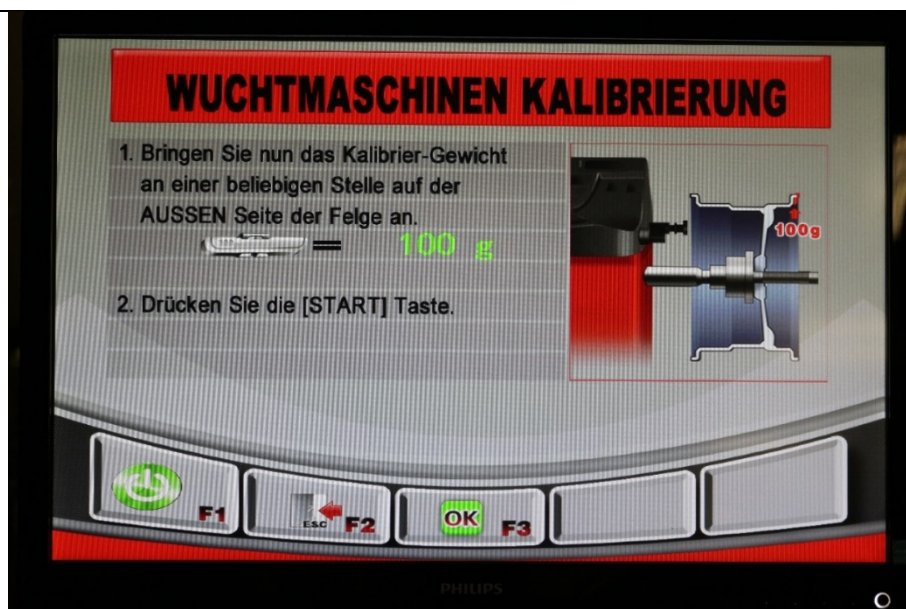 WUCHTMASCHINEN KALIBRIERUNG
1. Bringen Sie nun das Kalibrier-Gewicht
an einer beliebigen Stelle auf der
AUSSEN Seite der Felge an.
= 100 g
100g
2. Drücken Sie die [START] Taste.
F1
ESC F2
OK F3
PHILIPS